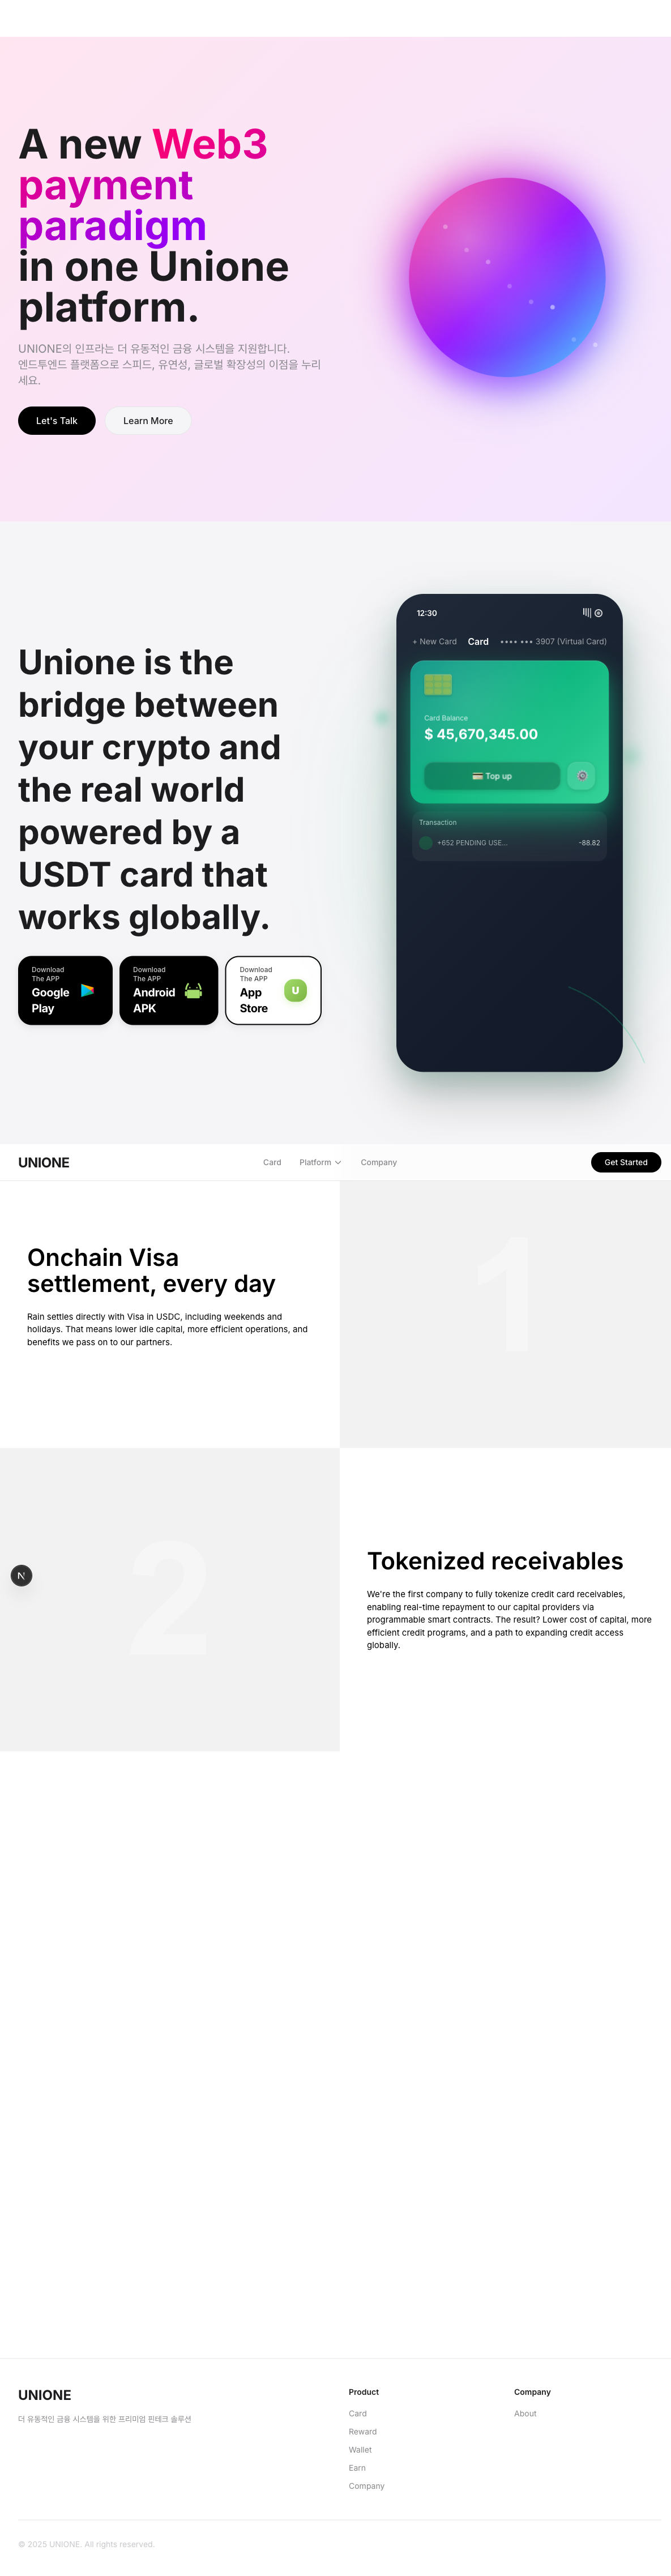 A new Web3
payment
paradigm
in one Unione
platform.
UNIONE의 인프라는 더 유동적인 금융 시스템을 지원합니다.
엔드투엔드 플랫폼으로 스피드, 유연성, 글로벌 확장성의 이점을 누리
세요.
Let's Talk
Learn More
Unione is the
bridge between
your crypto and
the real world
powered by a
USDT card that
works globally.
Download
The APP
Google
Play
Download
The APP
Android
APK
Download
The APP
App
Store
U
12:30
+ New Card
Card
•••• ••• 3907 (Virtual Card)
Card Balance
$ 45,670,345.00
Top up
Transaction
+652 PENDING USE...
-88.82
UNIONE
Card
Platform
Company
Get Started
Onchain Visa
settlement, every day
Rain settles directly with Visa in USDC, including weekends and
holidays. That means lower idle capital, more efficient operations, and
benefits we pass on to our partners.
1
2
N
Tokenized receivables
We're the first company to fully tokenize credit card receivables,
enabling real-time repayment to our capital providers via
programmable smart contracts. The result? Lower cost of capital, more
efficient credit programs, and a path to expanding credit access
globally.
UNIONE
더 유동적인 금융 시스템을 위한 프리미엄 핀테크 솔루션
Product
Card
Reward
Wallet
Earn
Company
Company
About
© 2025 UNIONE. All rights reserved.